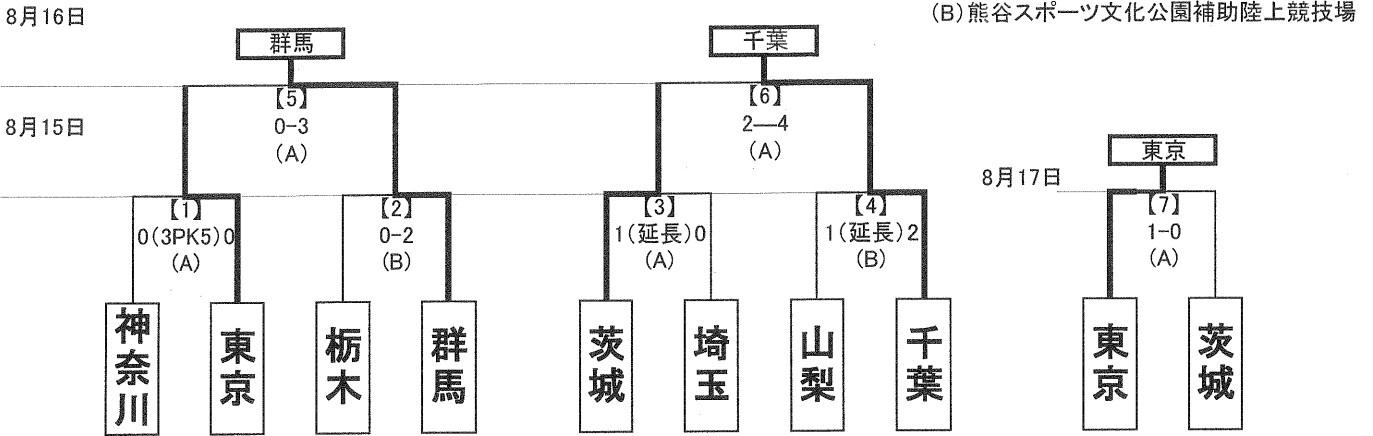 8月16日
(B)熊谷スポーツ文化公園補助陸上競技場
群馬
千葉
【5】
0-3
(A)
【6】
2―4
(A)
8月15日
東京
8月17日
【1】
0(3PK5)0
(A)
【2】
0-2
(B)
【3】
1(延長)0
(A)
【4】
1(延長)2
(B)
【7】
1-0
(A)
神奈川
東京
栃木
群馬
茨城
埼玉
山梨
千葉
東京
茨城